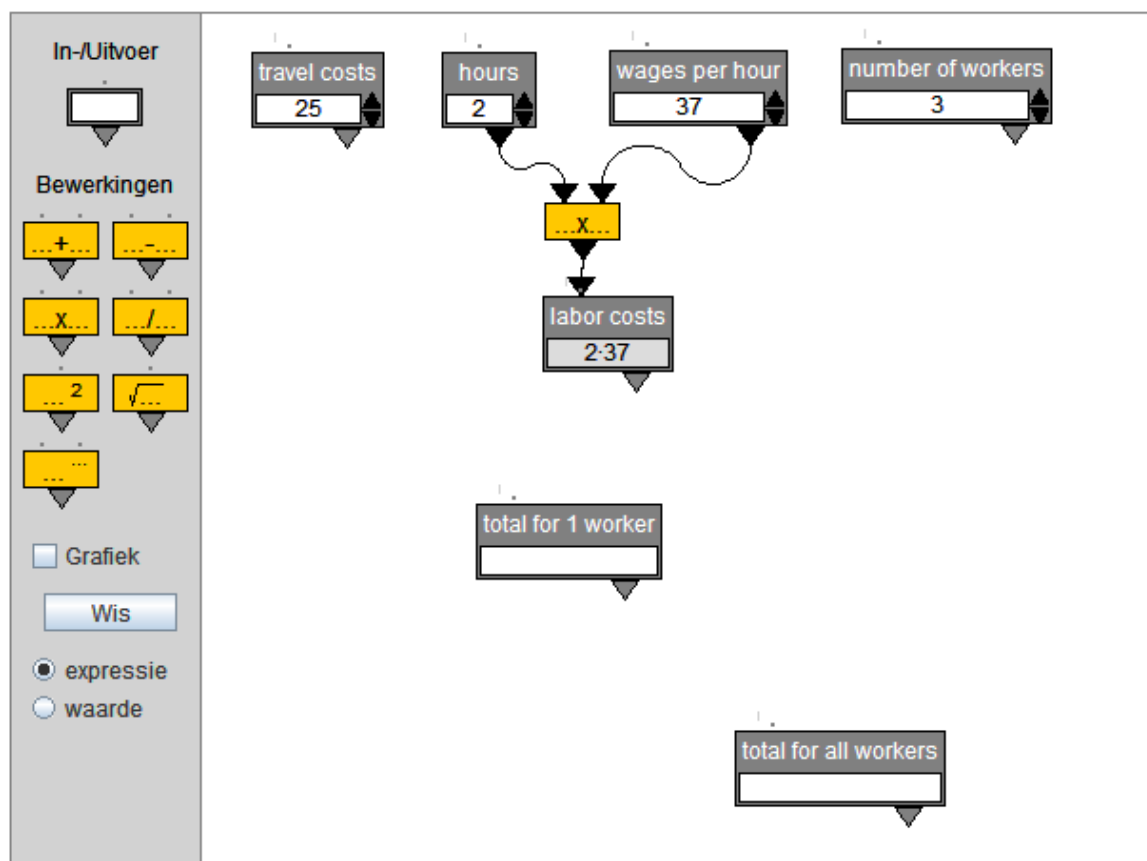 In-/Uitvoer
Bewerkingen
...+...
...-...
...x...
.../...
... 2
√...
... ...
Grafiek
Wis
expressie
waarde
travel costs
25
hours
2
wages per hour
37
number of workers
3
...x...
labor costs
2·37
total for 1 worker
total for all workers